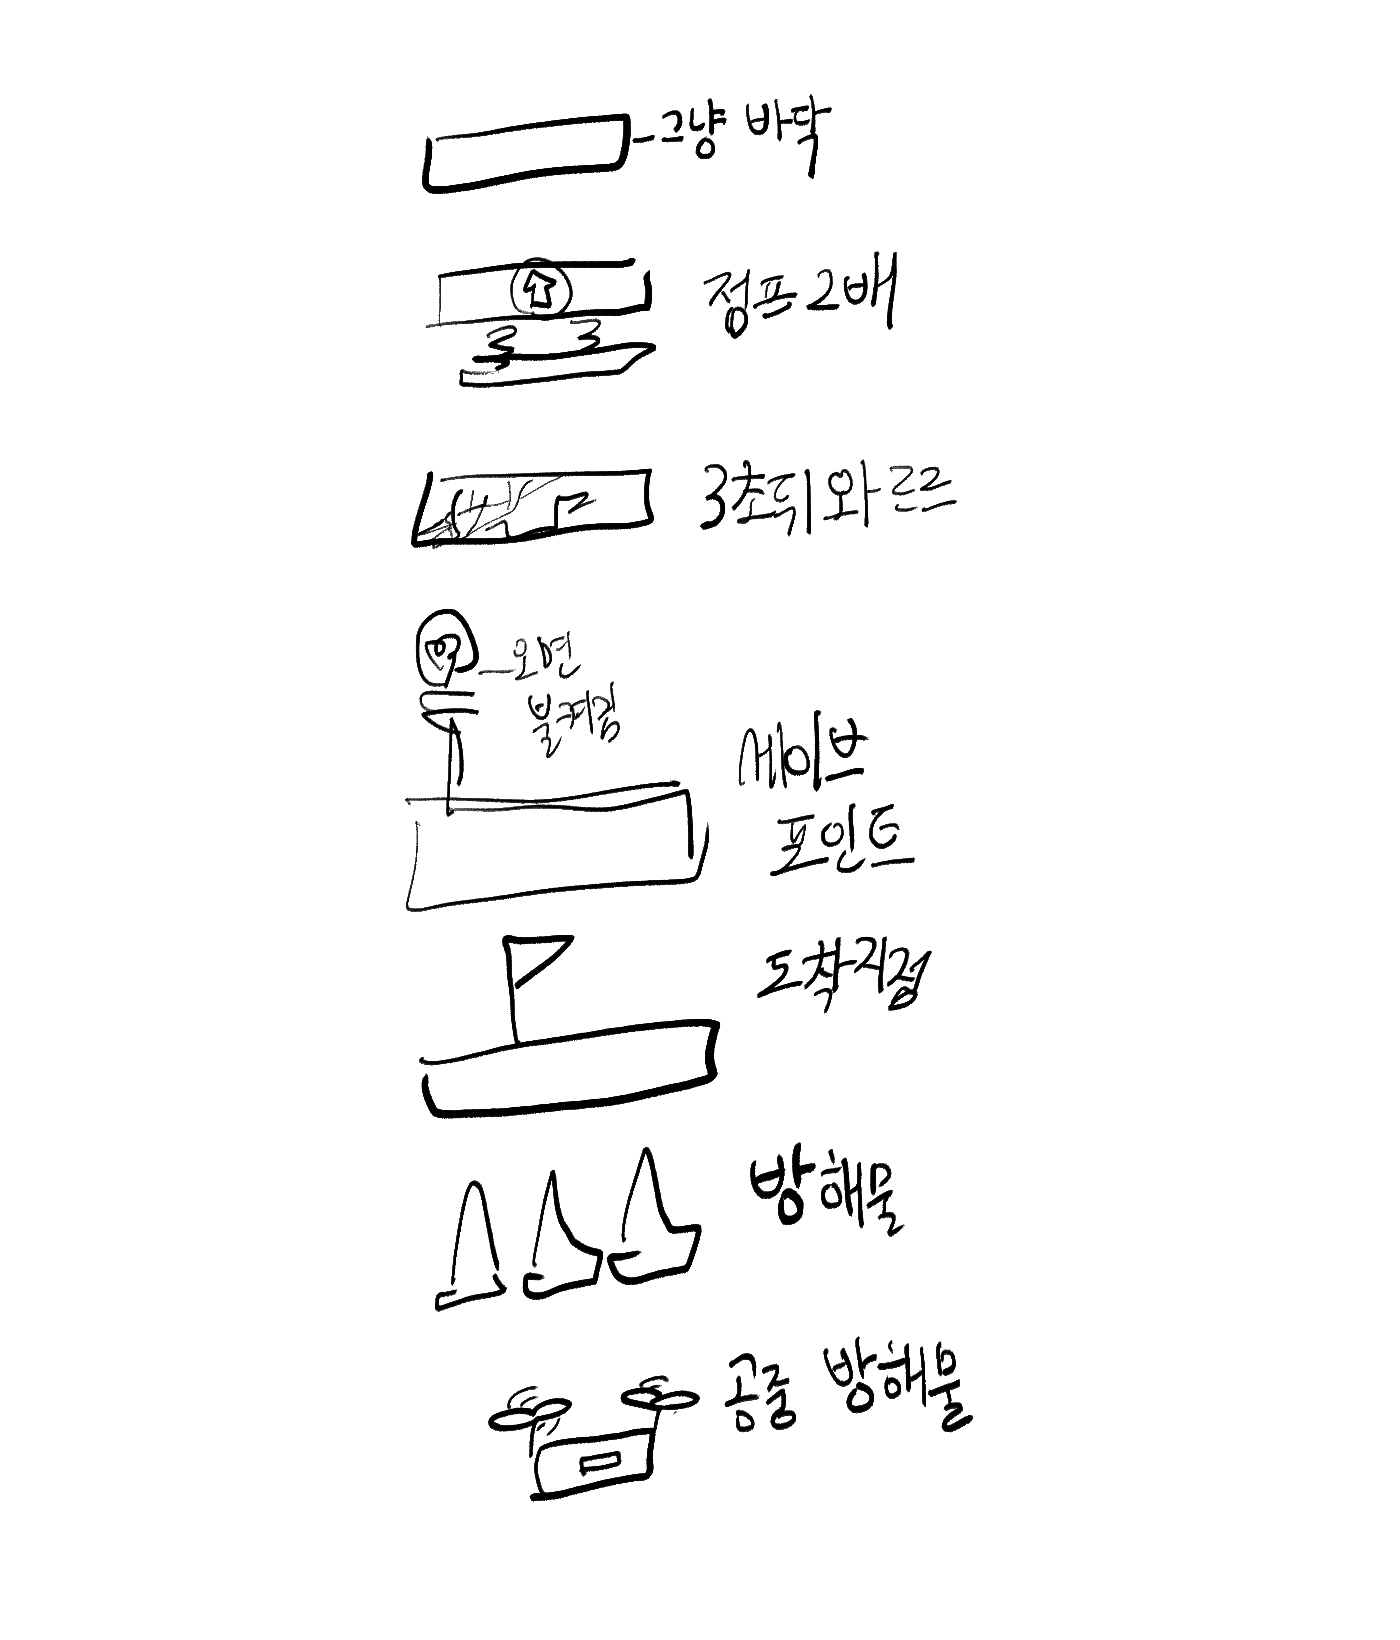 그냥 바닥
점프 2배
3초뒤 와르르
오면
불켜짐
세이브
포인트
도착지점
방해물
공중 방해물